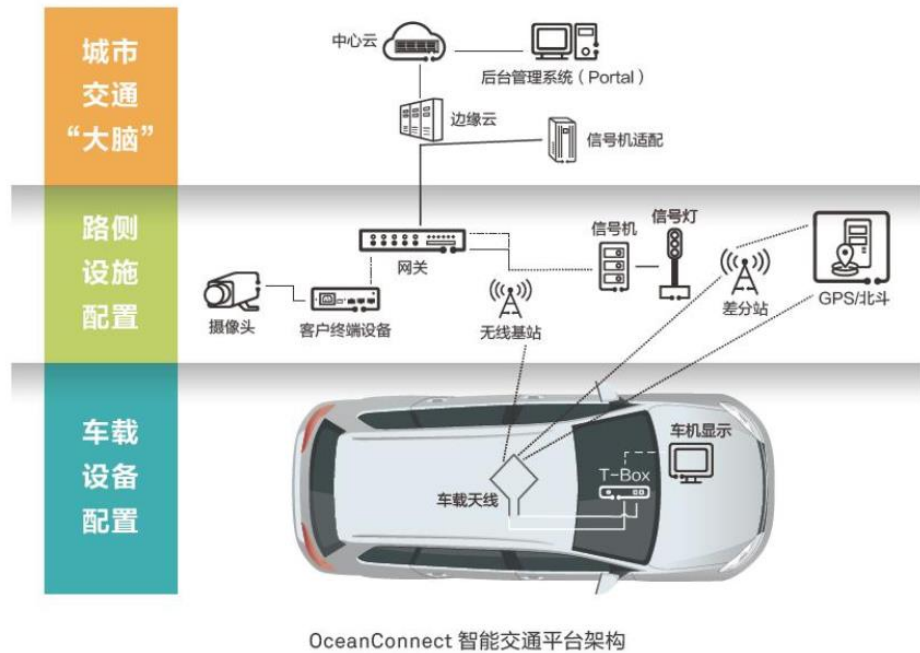 城市
交通
“大脑”
中心云
后台管理系统（Portal）
边缘云
信号机适配
路侧
设施
配置
网关
信号机
信号灯
摄像头
客户终端设备
无线基站
差分站
GPS/北斗
车载
设备
配置
车机显示
T-Box
车载天线
OceanConnect 智能交通平台架构